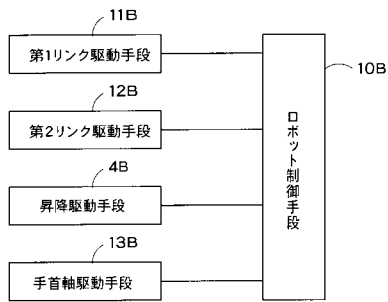 11B
第1リンク駆動手段
10B
12B
第2リンク駆動手段
ロボット制御手段
4B
昇降駆動手段
13B
手首軸駆動手段